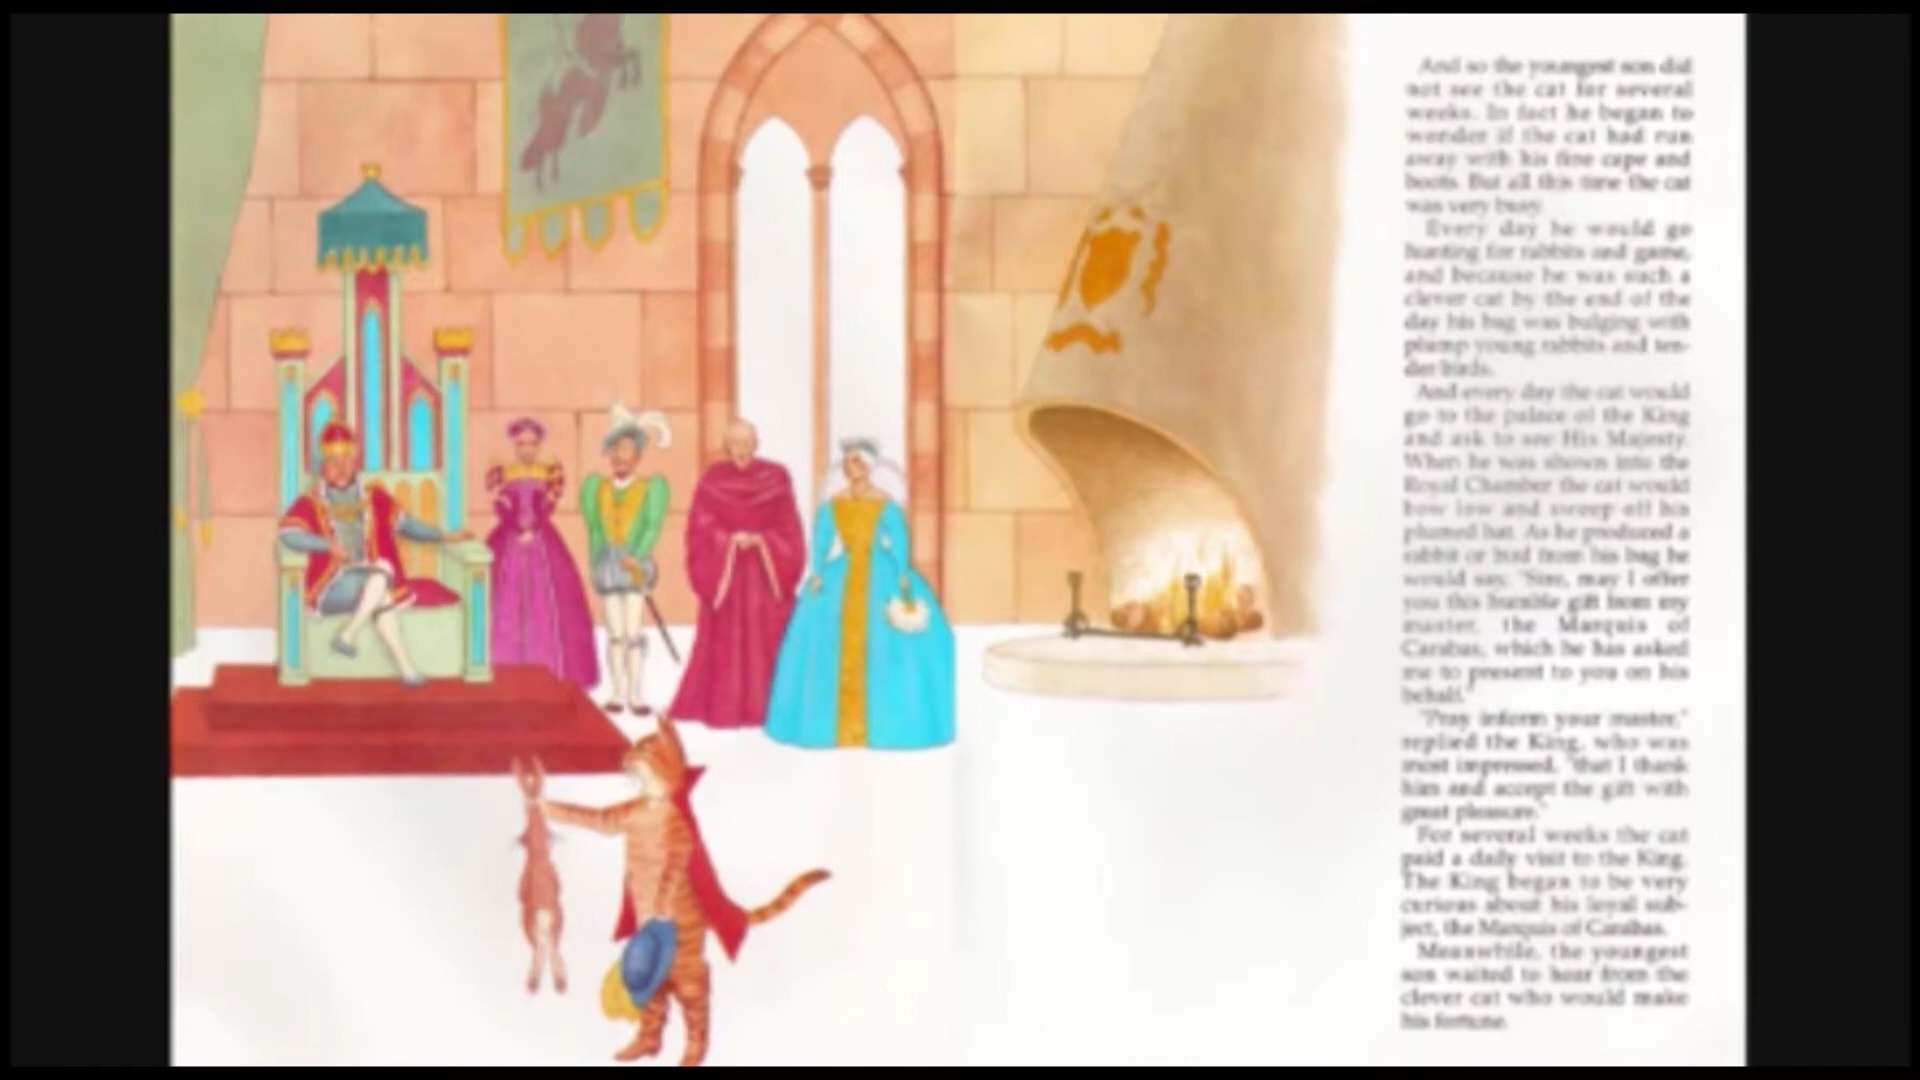 And so the youngest son did
not see the cat for several
weeks. In fact he began to
wonder if the cat had run
away with his fine cape and
boots. But all this time the cat
was very busy.
Every day he would go
hunting for rabbits and game,
and because he was such a
clever cat by the end of the
day his bag was bulging with
plump young rabbits and ten-
der birds.
And every day the cat would
go to the palace of the King
and ask to see His Majesty.
When he was shown into the
Royal Chamber the cat would
bow low and sweep off his
plumed hat. As he produced a
rabbit or bird from his bag he
would say, "Sire, may I offer
you this humble gift from my
master, the Marquis of
Carabas, which he has asked
me to present to you on his
behalf."
"Pray inform your master,"
replied the King, who was
most impressed, "that I thank
him and accept the gift with
great pleasure."
For several weeks the cat
paid a daily visit to the King.
The King began to be very
curious about his loyal sub-
ject, the Marquis of Carabas.
Meanwhile, the youngest
son waited to hear from the
clever cat who would make
his fortune.